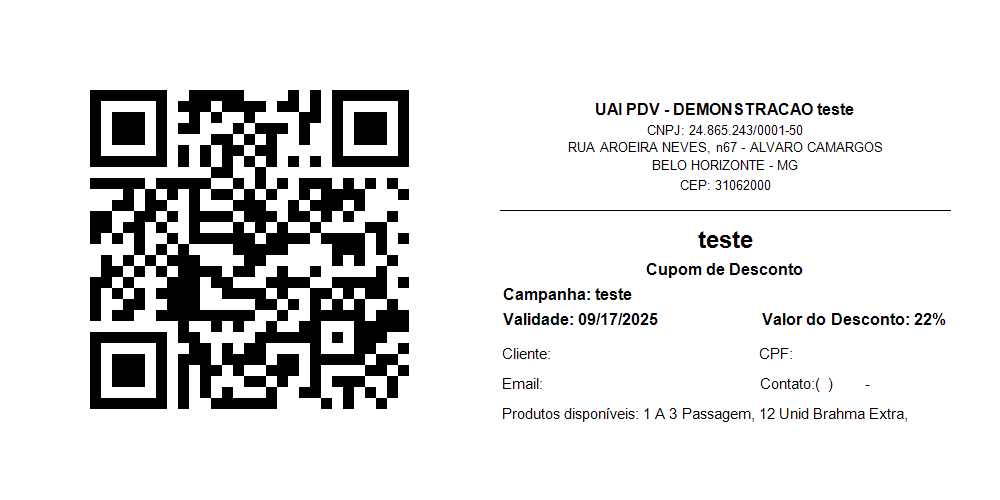 UAI PDV - DEMONSTRACAO teste
CNPJ: 24.865.243/0001-50
RUA AROEIRA NEVES, n67 - ALVARO CAMARGOS
BELO HORIZONTE - MG
CEP: 31062000
teste
Cupom de Desconto
Campanha: teste
Validade: 09/17/2025 Valor do Desconto: 22%
Cliente: CPF:
Email: Contato:( ) -
Produtos disponíveis: 1 A 3 Passagem, 12 Unid Brahma Extra,